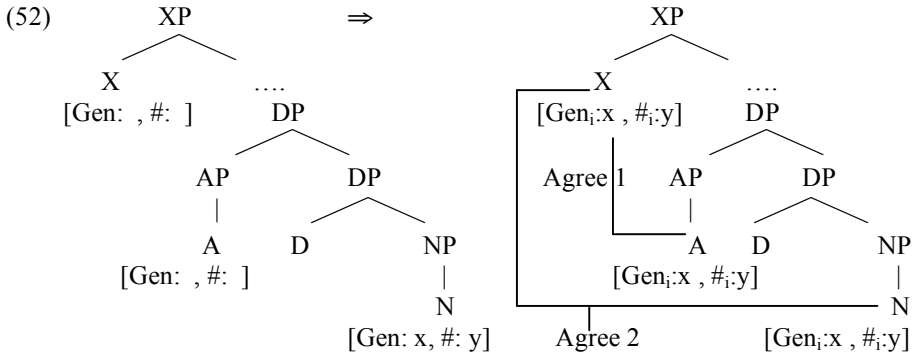 (52) XP ⇒ XP
X …. X ….
[Gen: , #: ] DP [Genᵢ:x , #ᵢ:y] DP
AP DP Agree 1 AP DP
A D NP A D NP
[Gen: , #: ] [Genᵢ:x , #ᵢ:y]
N N
[Gen: x, #: y] Agree 2 [Genᵢ:x , #ᵢ:y]